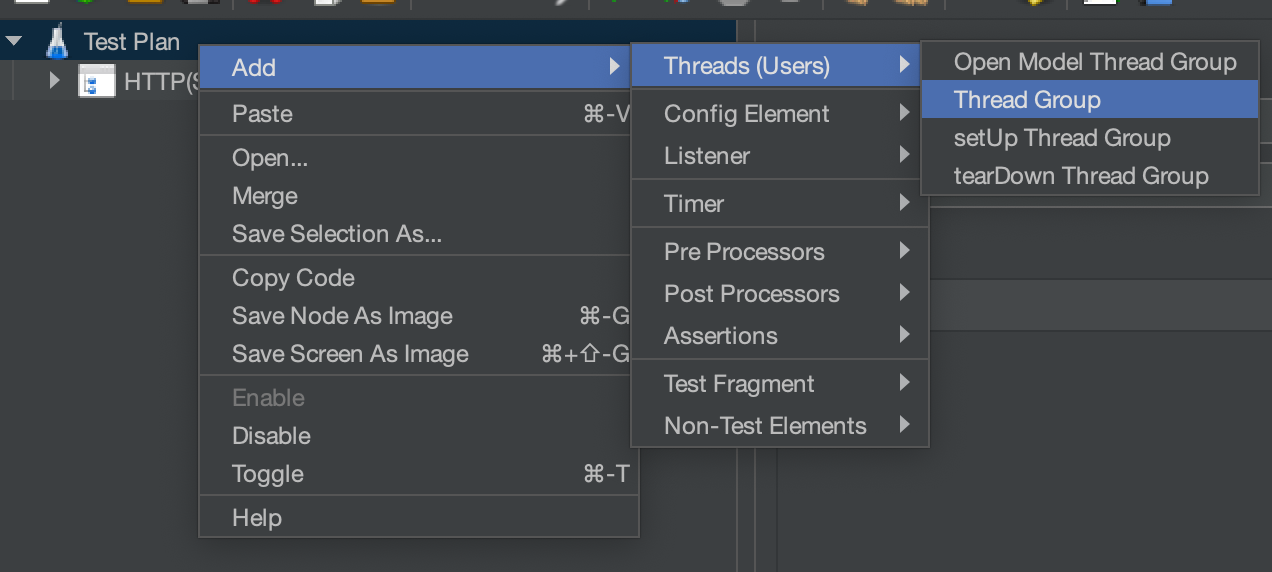 Test Plan
HTTP(S
Add
Paste ⌘-V
Open...
Merge
Save Selection As...
Copy Code
Save Node As Image ⌘-G
Save Screen As Image ⌘+⇧-G
Enable
Disable
Toggle ⌘-T
Help
Threads (Users)
Config Element
Listener
Timer
Pre Processors
Post Processors
Assertions
Test Fragment
Non-Test Elements
Open Model Thread Group
Thread Group
setUp Thread Group
tearDown Thread Group